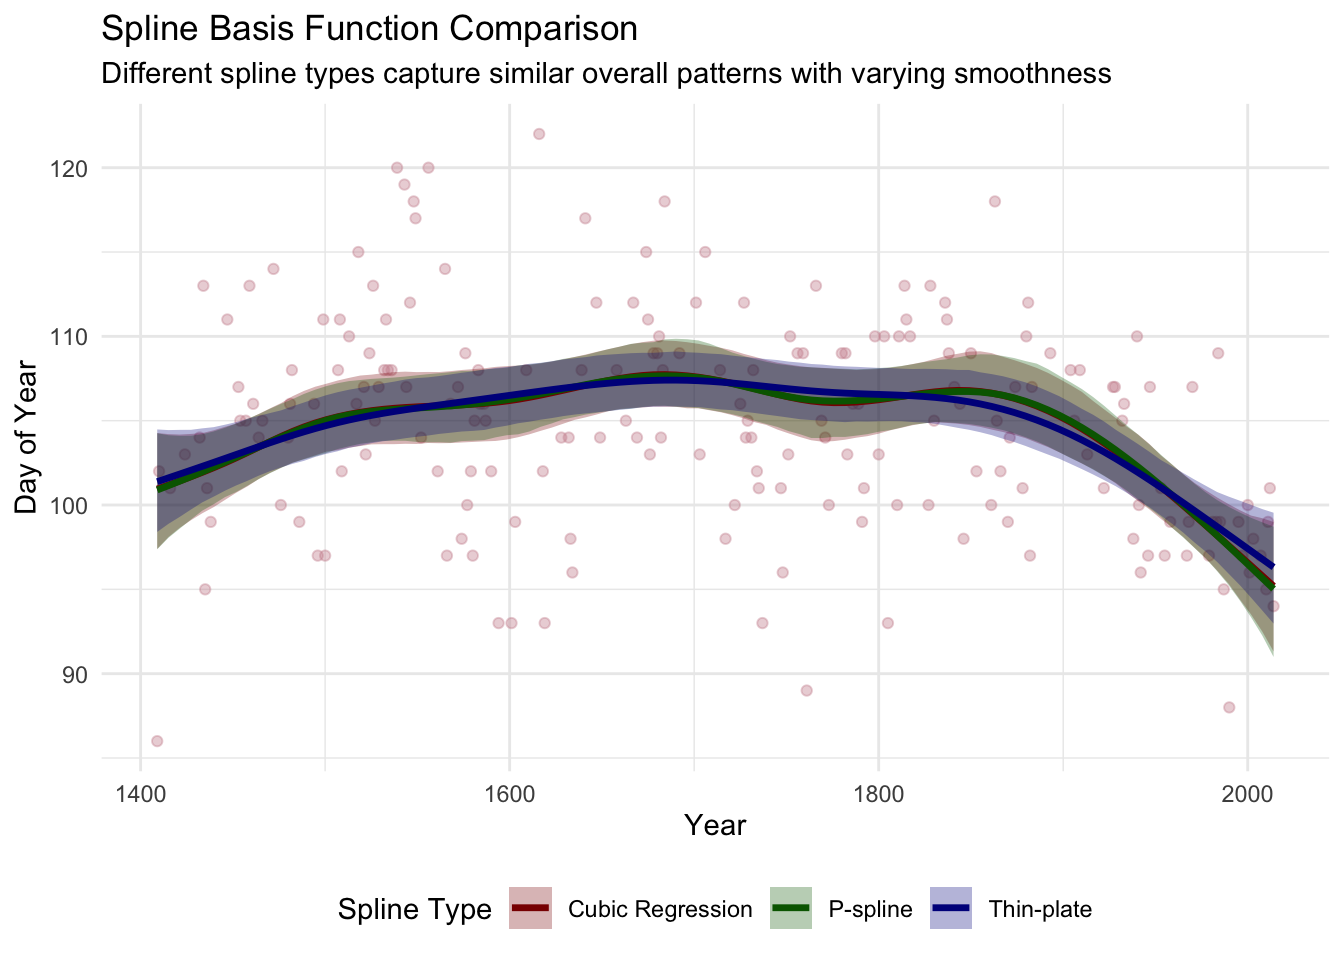 Spline Basis Function Comparison
Different spline types capture similar overall patterns with varying smoothness
120
110
100
90
Day of Year
1400 1600 1800 2000
Year
Spline Type Cubic Regression P-spline Thin-plate